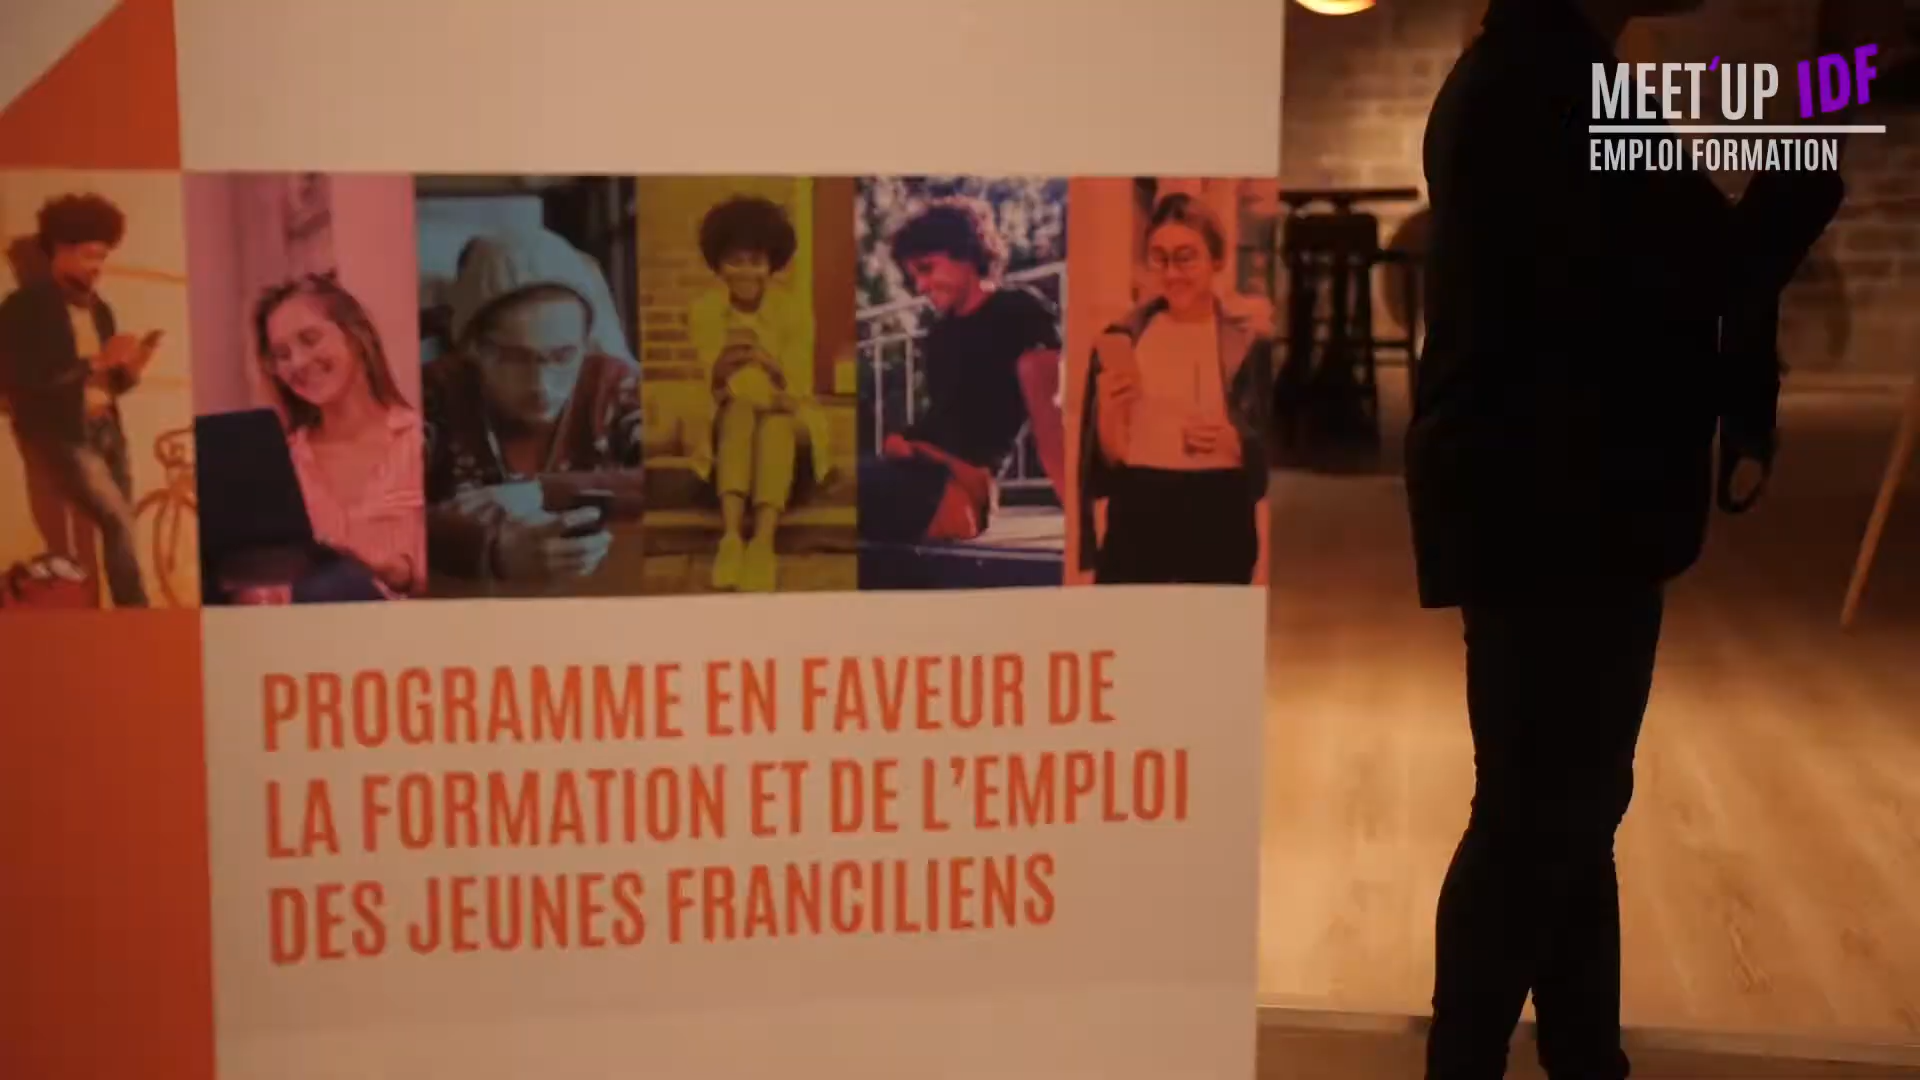 MEET'UP IDF
EMPLOI FORMATION
PROGRAMME EN FAVEUR DE
LA FORMATION ET DE L'EMPLOI
DES JEUNES FRANCILIENS